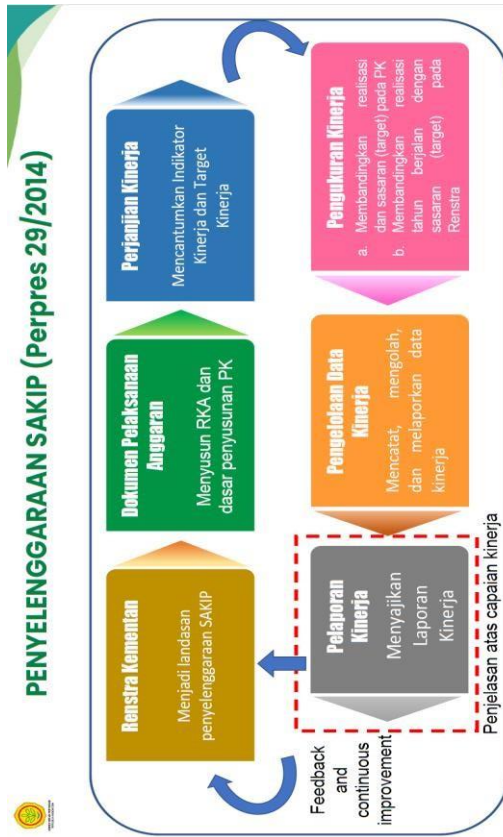 PENYELENGGARAAN SAKIP (Perpres 29/2014)
Renstra Kementan
Menjadi landasan
penyelenggaraan SAKIP
Dokumen Pelaksanaan
Anggaran
Menyusun RKA dan
dasar penyusunan PK
Perjanjian Kinerja
Mencantumkan Indikator
Kinerja dan Target
Kinerja
Pengukuran Kinerja
a. Membandingkan realisasi
dan sasaran (target) pada PK
b. Membandingkan realisasi
tahun berjalan dengan
sasaran (target) pada
Renstra
Pengelolaan Data
Kinerja
Mencatat, mengolah,
dan melaporkan data
kinerja
Pelaporan
Kinerja
Menyajikan
Laporan
Kinerja
Feedback
and
continuous
improvement
Penjelasan atas capaian kinerja